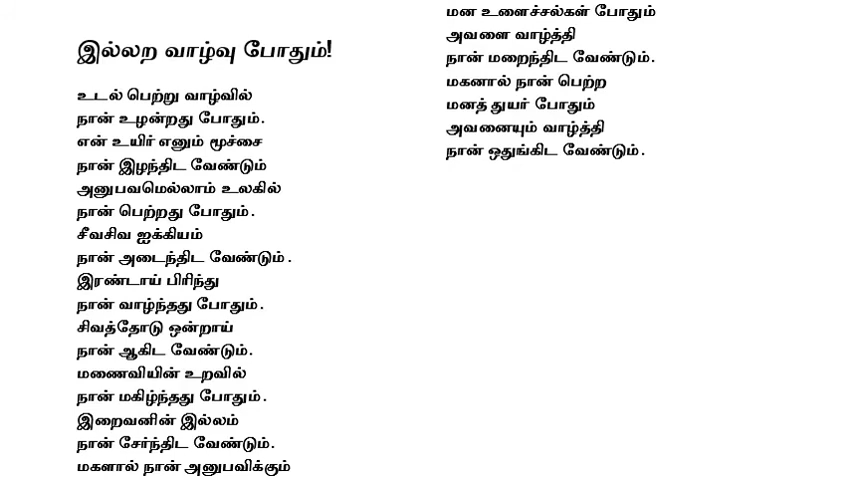 இல்லற வாழ்வு போதும்!
உடல் பெற்று வாழ்வில்
நான் உழன்றது போதும்.
என் உயிர் எனும் மூச்சை
நான் இழந்திட வேண்டும்
அனுபவமெல்லாம் உலகில்
நான் பெற்றது போதும்.
சீவசிவ ஐக்கியம்
நான் அடைந்திட வேண்டும்.
இரண்டாய் பிரிந்து
நான் வாழ்ந்தது போதும்.
சிவத்தோடு ஒன்றாய்
நான் ஆகிட வேண்டும்.
மணைவியின் உறவில்
நான் மகிழ்ந்தது போதும்.
இறைவனின் இல்லம்
நான் சேர்ந்திட வேண்டும்.
மகளால் நான் அனுபவிக்கும்
மன உளைச்சல்கள் போதும்
அவளை வாழ்த்தி
நான் மறைந்திட வேண்டும்.
மகனால் நான் பெற்ற
மனத் துயர் போதும்
அவனையும் வாழ்த்தி
நான் ஒதுங்கிட வேண்டும்.